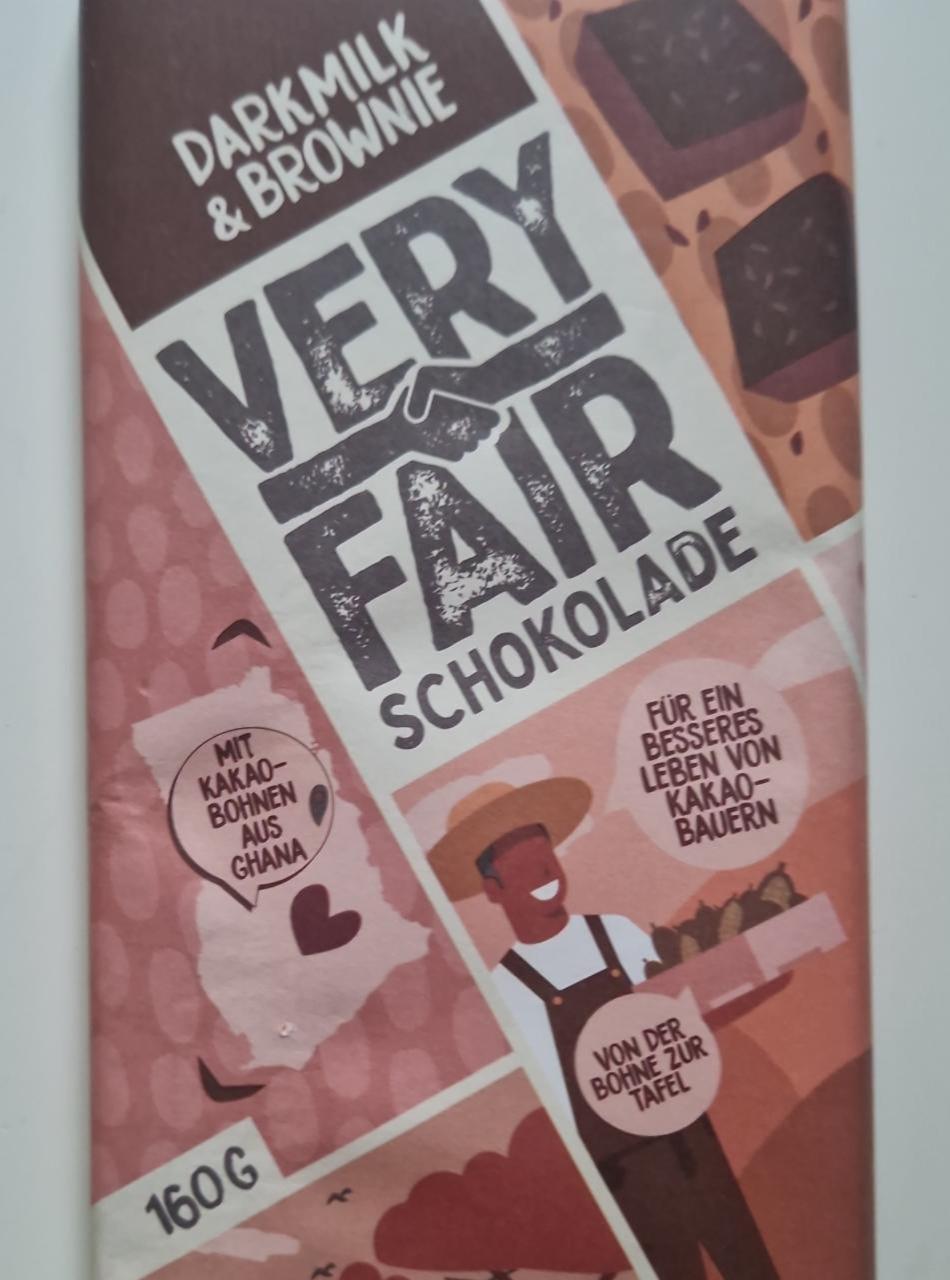 DARKMILK
& BROWNIE
VERY
FAIR
SCHOKOLADE
FÜR EIN
BESSERES
LEBEN VON
KAKAO-
BAUERN
MIT
KAKAO-
BOHNEN
AUS
GHANA
VON DER
BOHNE ZUR
TAFEL
160G